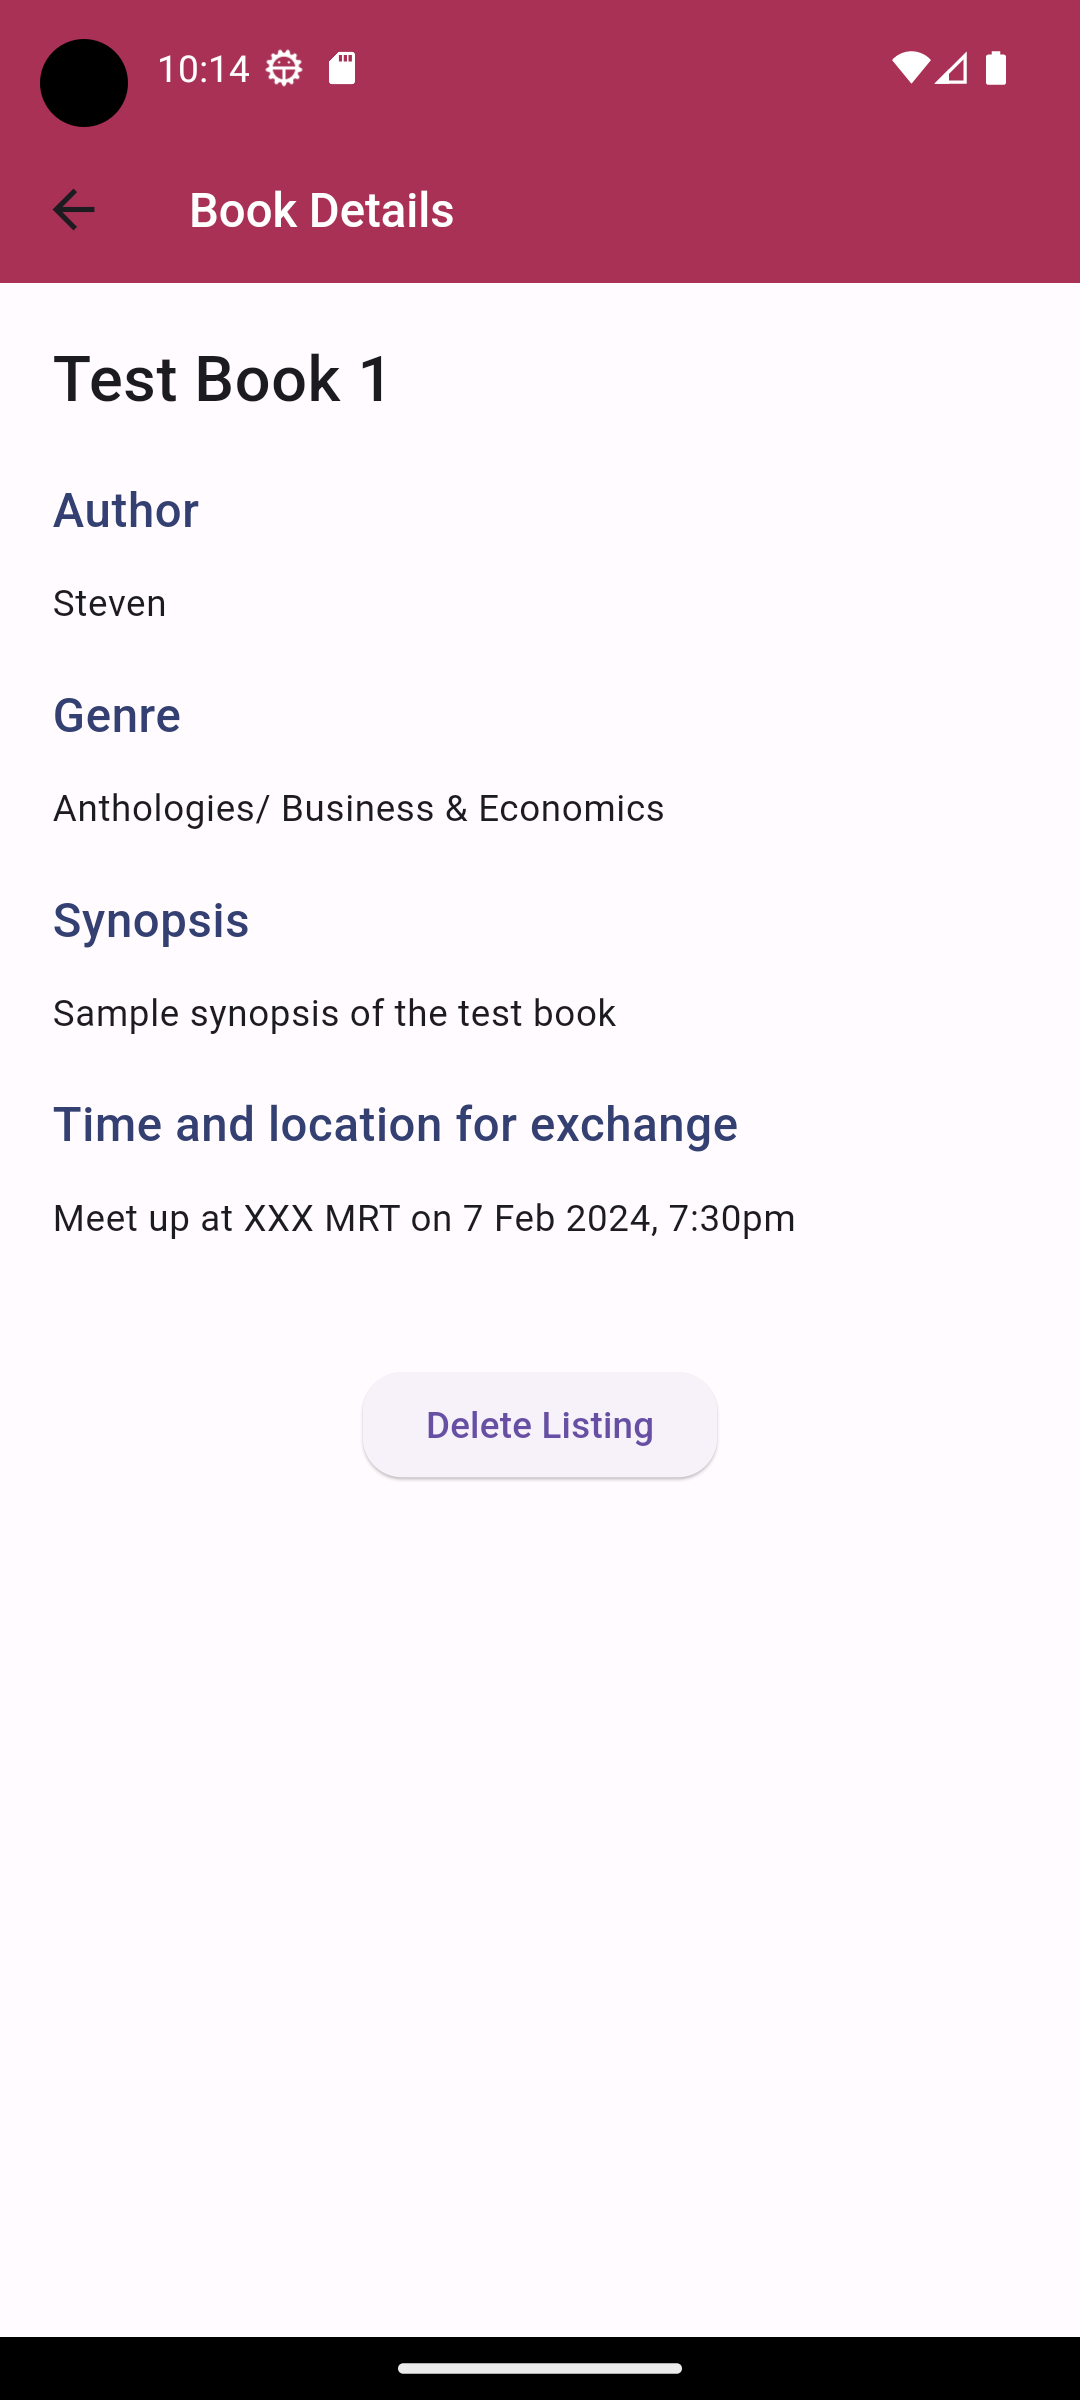 10:14
Book Details
Test Book 1
Author
Steven
Genre
Anthologies/ Business & Economics
Synopsis
Sample synopsis of the test book
Time and location for exchange
Meet up at XXX MRT on 7 Feb 2024, 7:30pm
Delete Listing